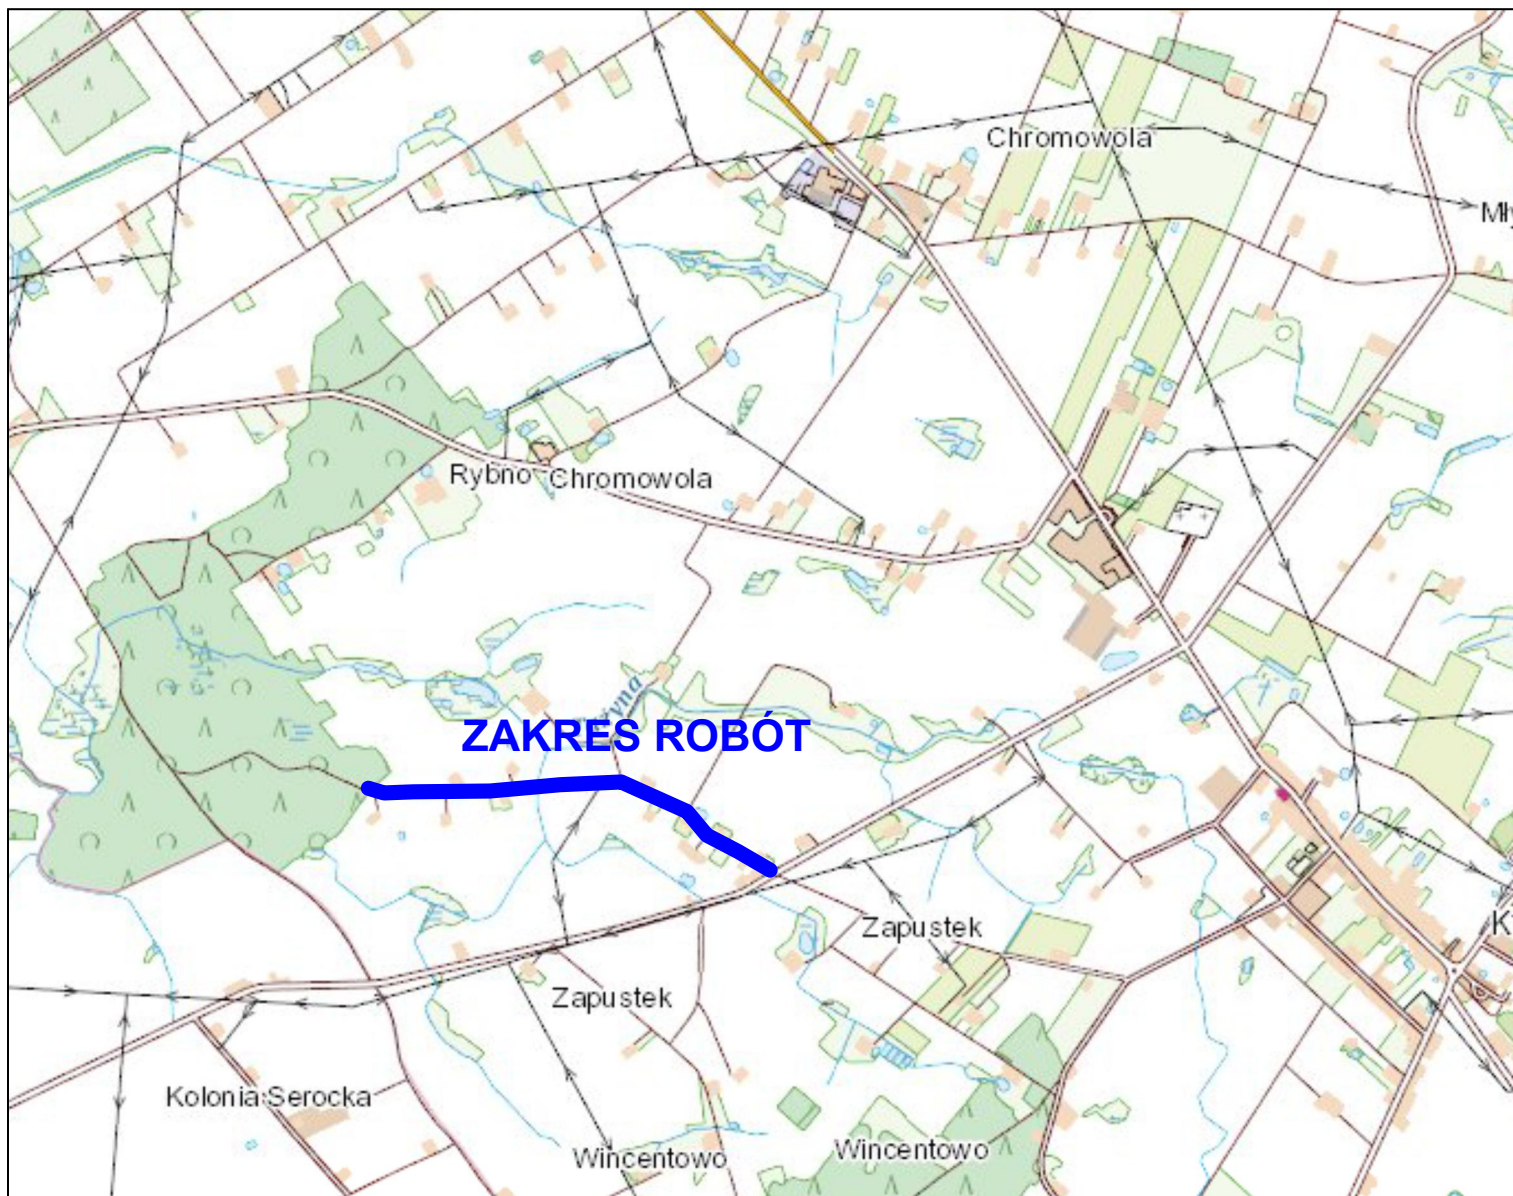 Chromowola
Rybno
Chromowola
ZAKRES ROBÓT
Zapustek
Zapustek
Kolonia Serocka
Wincentowo
Wincentowo